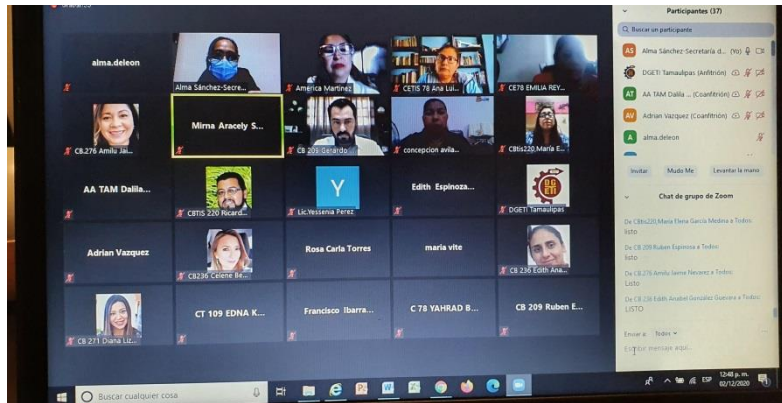 Participantes (37)
Buscar un participante
AS Alma Sánchez-Secretaría d... (Yo)
DGETI Tamaulipas (Anfitrión)
AT AA TAM Dalila ... (Coanfitrión)
AV Adrian Vazquez (Coanfitrión)
A alma.deleon
Invitar Mudo Me Levantar la mano
Chat de grupo de Zoom
De CBtis220,Maria Elena García Medina a Todos:
listo
De CB 209 Ruben Espinoza a Todos:
listo
De CB.276 Amilu Jaime Nevarez a Todos:
Listo
De CB 236 Edith Anabel González Guevara a Todos:
LISTO
Enviar a: Todos
Escribir mensaje aquí...
alma.deleon
Alma Sánchez-Secre...
America Martinez
CETIS 78 Ana Lui...
CE78 EMILIA REY...
CB.276 Amilu Jai...
Mirna Aracely S...
CB 209 Gerardo
concepcion avila...
CBtis220,María E...
AA TAM Dalila...
CBTIS 220 Ricard...
Y
Lic.Yessenia Perez
Edith Espinoza...
DGETI
DGETI Tamaulipas
Adrian Vazquez
CB236 Celene Be...
Rosa Carla Torres
maria vite
CB 236 Edith Ana...
CB 271 Diana Liz...
CT 109 EDNA K...
Francisco Ibarra...
C 78 YAHRAD B...
CB 209 Ruben E...
Buscar cualquier cosa
ESP
12:48 p. m.
02/12/2020